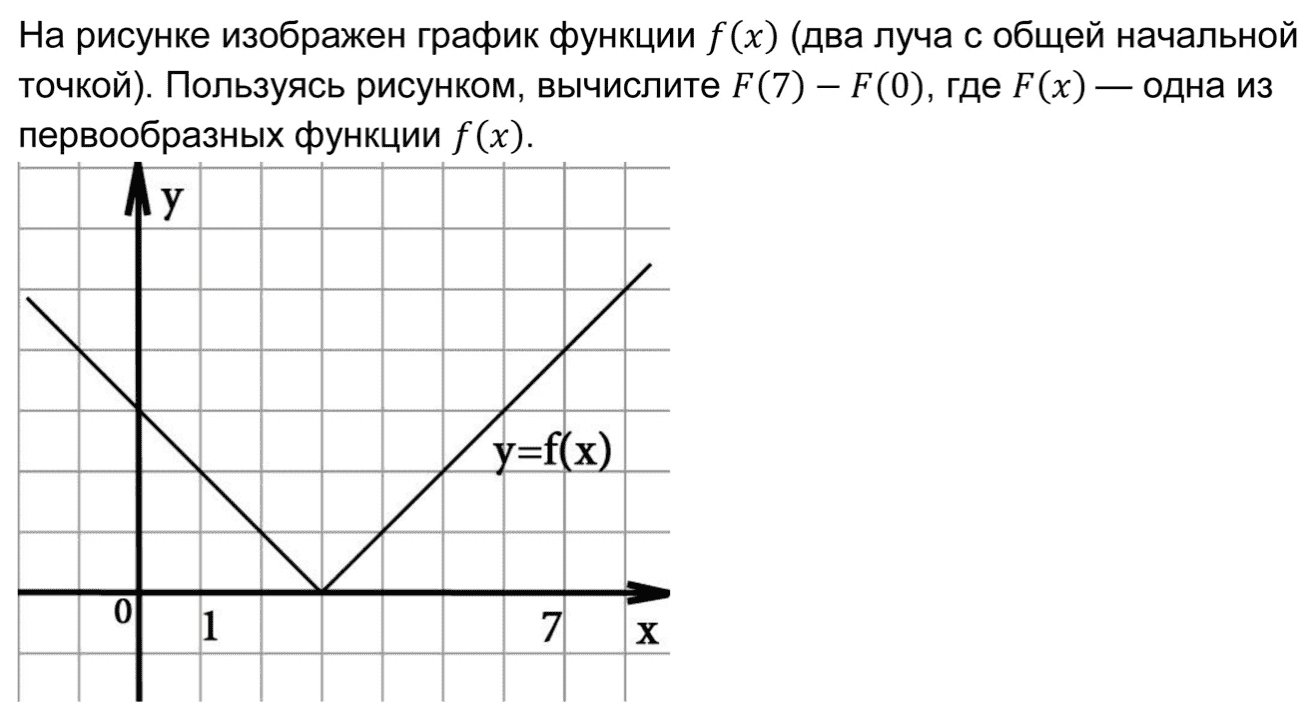 На рисунке изображен график функции f(x) (два луча с общей начальной
точкой). Пользуясь рисунком, вычислите F(7) − F(0), где F(x) — одна из
первообразных функции f(x).
y
y=f(x)
0
1
7
x